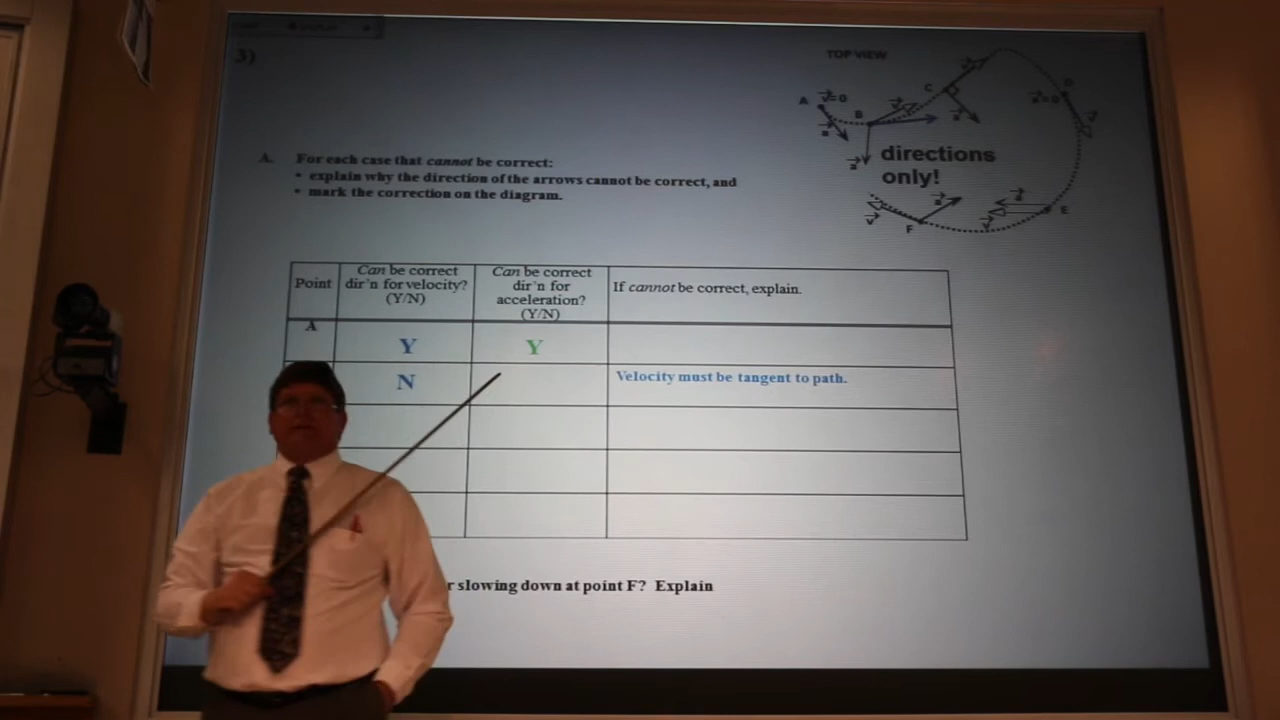 3)
TOP VIEW
A
v=0
a
B
v
a
C
v
a
D
a=0
v
directions
only!
a
v
E
a
v
F
A. For each case that cannot be correct:
• explain why the direction of the arrows cannot be correct, and
• mark the correction on the diagram.
Point
Can be correct
dir'n for velocity?
(Y/N)
Can be correct
dir'n for
acceleration?
(Y/N)
If cannot be correct, explain.
A
Y
Y
N
Velocity must be tangent to path.
r slowing down at point F? Explain